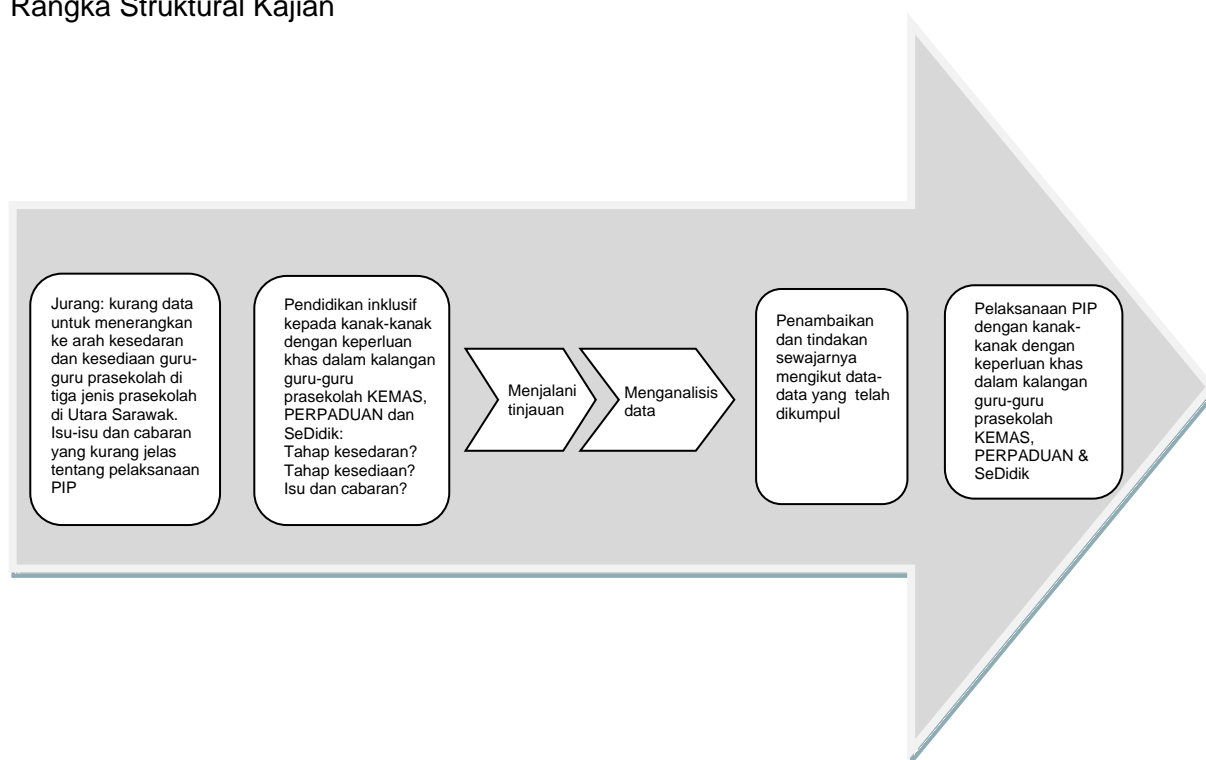 Rangka Struktural Kajian
Jurang: kurang data
untuk menerangkan
ke arah kesedaran
dan kesediaan guru-
guru prasekolah di
tiga jenis prasekolah
di Utara Sarawak.
Isu-isu dan cabaran
yang kurang jelas
tentang pelaksanaan
PIP
Pendidikan inklusif
kepada kanak-kanak
dengan keperluan
khas dalam kalangan
guru-guru
prasekolah KEMAS,
PERPADUAN dan
SeDidik:
Tahap kesedaran?
Tahap kesediaan?
Isu dan cabaran?
Menjalani
tinjauan
Menganalisis
data
Penambaikan
dan tindakan
sewajarnya
mengikut data-
data yang telah
dikumpul
Pelaksanaan PIP
dengan kanak-
kanak dengan
keperluan khas
dalam kalangan
guru-guru
prasekolah
KEMAS,
PERPADUAN &
SeDidik